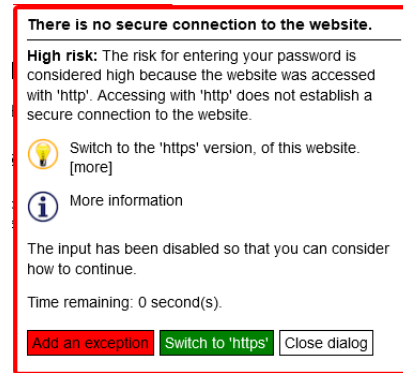 There is no secure connection to the website.
High risk: The risk for entering your password is
considered high because the website was accessed
with 'http'. Accessing with 'http' does not establish a
secure connection to the website.
Switch to the 'https' version, of this website.
[more]
More information
The input has been disabled so that you can consider
how to continue.
Time remaining: 0 second(s).
Add an exception Switch to 'https' Close dialog